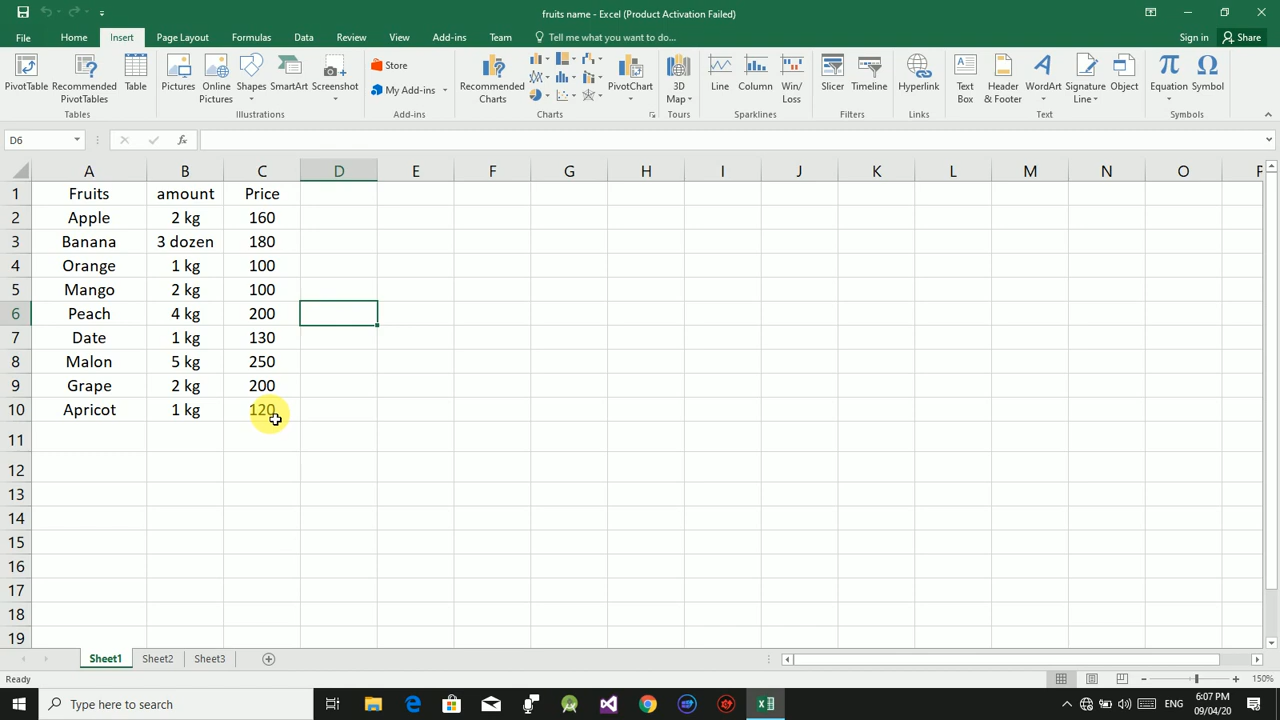 fruits name - Excel (Product Activation Failed)
File Home Insert Page Layout Formulas Data Review View Add-ins Team Tell me what you want to do... Sign in Share
PivotTable Recommended PivotTables Table Pictures Online Pictures Shapes SmartArt Screenshot Store My Add-ins Recommended Charts PivotChart 3D Map Line Column Win/Loss Slicer Timeline Hyperlink Text Box Header & Footer WordArt Signature Line Object Equation Symbol
Tables Illustrations Add-ins Charts Tours Sparklines Filters Links Text Symbols
D6 fx
A B C D E F G H I J K L M N O P
1 Fruits amount Price
2 Apple 2 kg 160
3 Banana 3 dozen 180
4 Orange 1 kg 100
5 Mango 2 kg 100
6 Peach 4 kg 200
7 Date 1 kg 130
8 Malon 5 kg 250
9 Grape 2 kg 200
10 Apricot 1 kg 120
11
12
13
14
15
16
17
18
19
Sheet1 Sheet2 Sheet3
Ready 150%
Type here to search ENG 6:07 PM
09/04/20